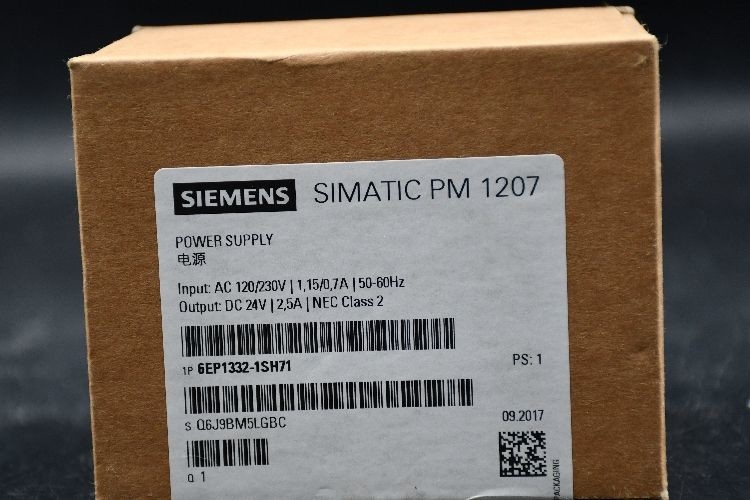 SIEMENS SIMATIC PM 1207
POWER SUPPLY
电源
Input: AC 120/230V | 1,15/0,7A | 50-60Hz
Output: DC 24V | 2,5A | NEC Class 2
1P 6EP1332-1SH71 PS: 1
S Q6J9BM5LGBC
09.2017
Q 1
PACKAGING